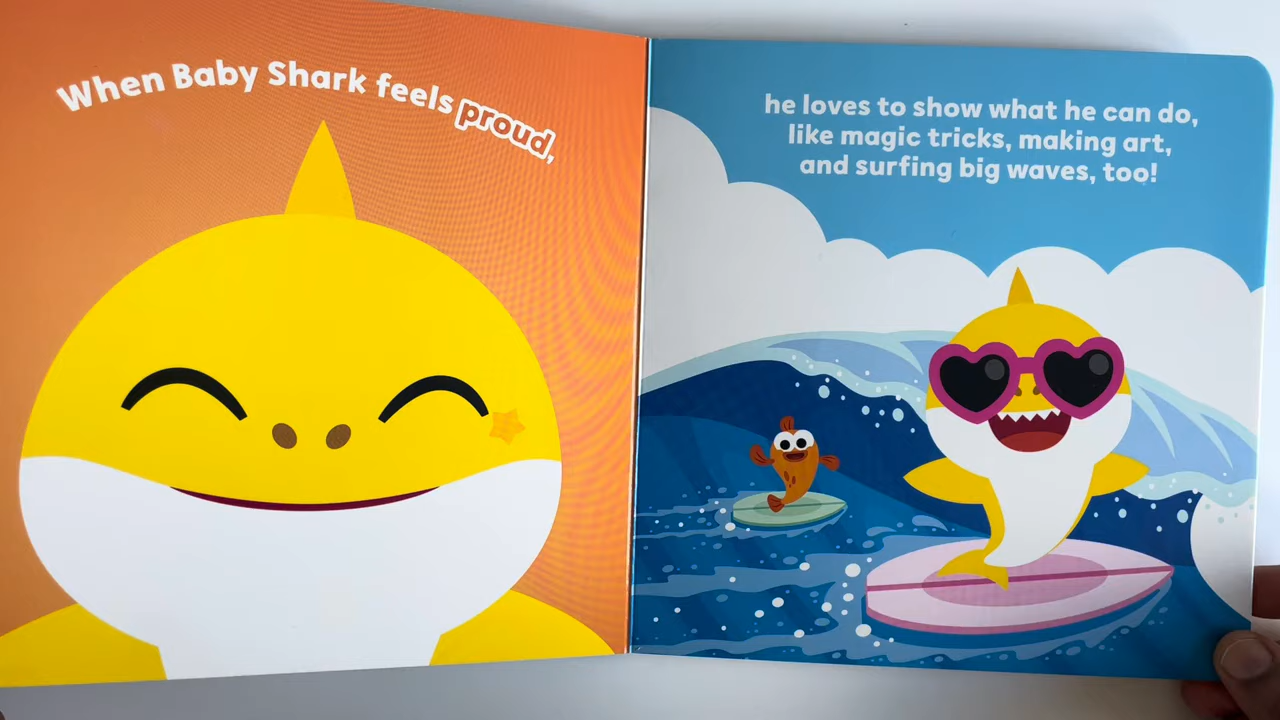 When Baby Shark feels proud,
he loves to show what he can do,
like magic tricks, making art,
and surfing big waves, too!